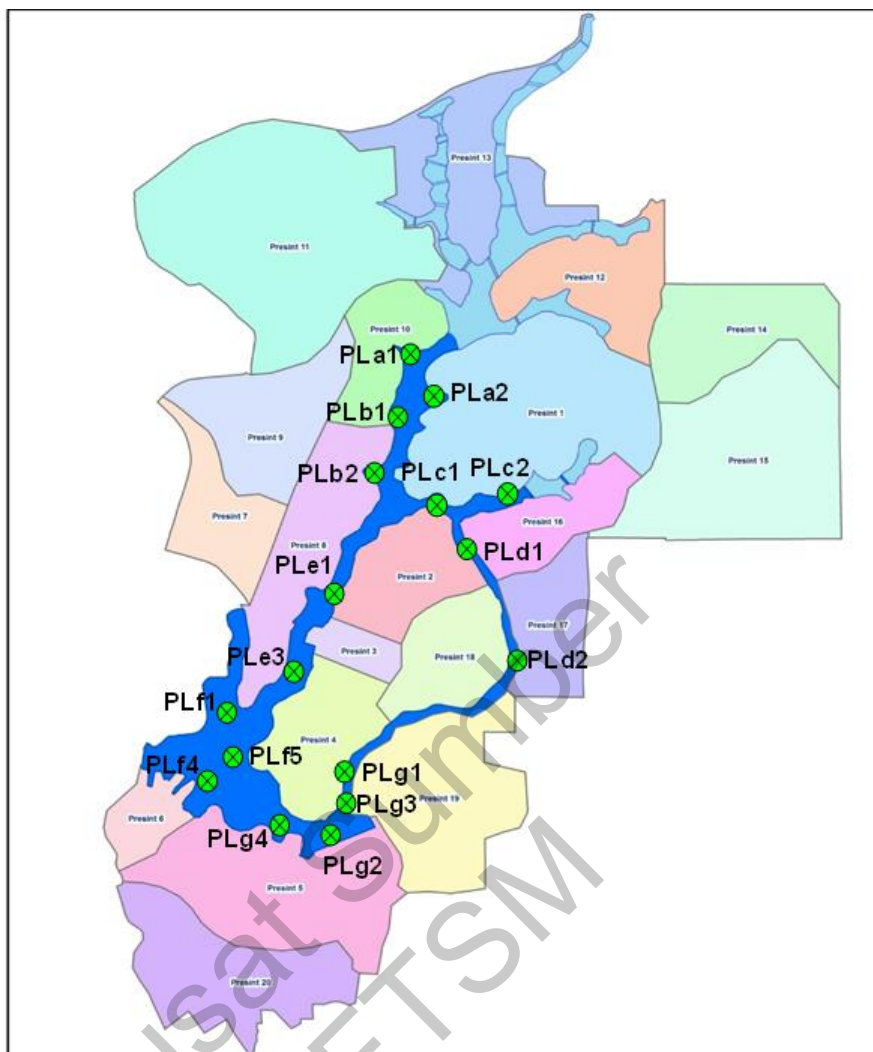 Presint 13
Presint 11
Presint 12
Presint 10
Presint 14
PLa1
PLa2
Presint 1
PLb1
Presint 9
Presint 15
PLb2
PLc1
PLc2
Presint 7
Presint 16
Presint 8
PLd1
PLe1
Presint 2
Presint 17
Presint 3
Presint 18
PLe3
PLd2
PLf1
Presint 4
PLf5
PLf4
PLg1
Presint 19
PLg3
Presint 6
PLg4
PLg2
Presint 5
Presint 20
sat Sumber
FTSM